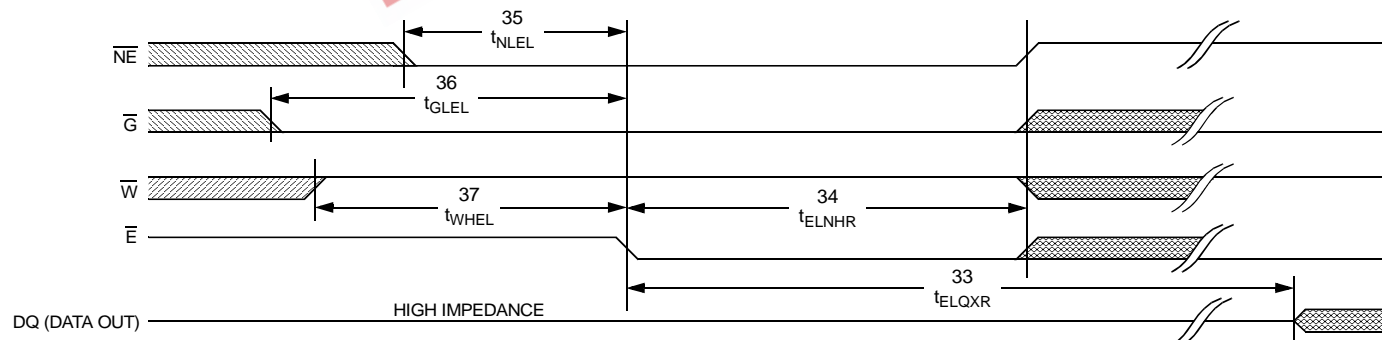 35
tNLEL
NE
36
tGLEL
G
W
37
tWHEL
34
tELNHR
E
33
tELQXR
HIGH IMPEDANCE
DQ (DATA OUT)